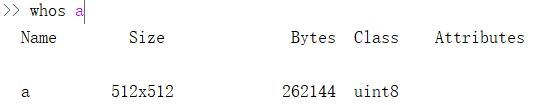 >> whos a
Name Size Bytes Class Attributes
a 512x512 262144 uint8